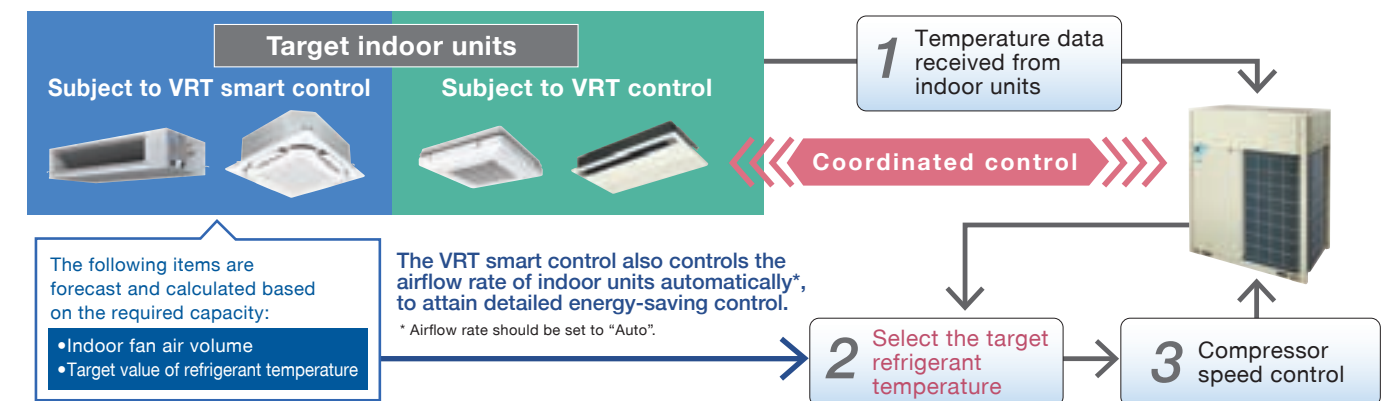 Target indoor units
Subject to VRT smart control
Subject to VRT control
1 Temperature data
received from
indoor units
Coordinated control
The following items are
forecast and calculated based
on the required capacity:
•Indoor fan air volume
•Target value of refrigerant temperature
The VRT smart control also controls the
airflow rate of indoor units automatically*,
to attain detailed energy-saving control.
* Airflow rate should be set to “Auto”.
2 Select the target
refrigerant
temperature
3 Compressor
speed control